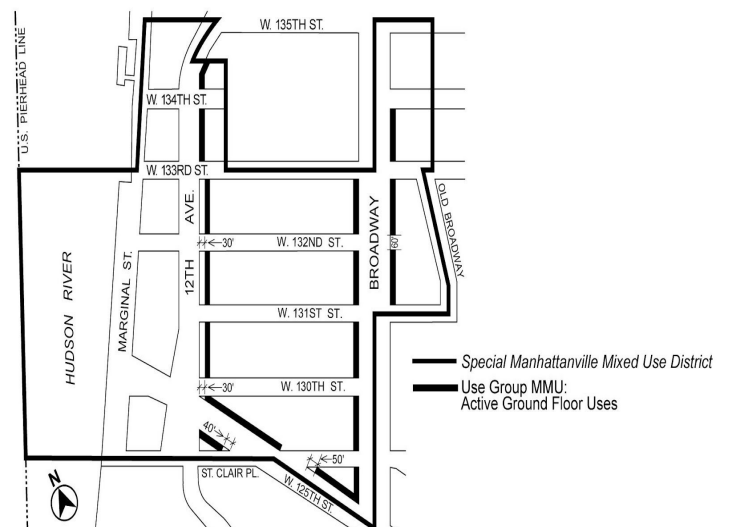 W. 135TH ST.
U.S. PIERHEAD LINE
W. 134TH ST.
W. 133RD ST.
HUDSON RIVER
MARGINAL ST.
12TH AVE.
BROADWAY
OLD BROADWAY
30'
W. 132ND ST.
60'
W. 131ST ST.
30'
W. 130TH ST.
40'
50'
ST. CLAIR PL.
W. 125TH ST.
N
Special Manhattanville Mixed Use District
Use Group MMU:
Active Ground Floor Uses